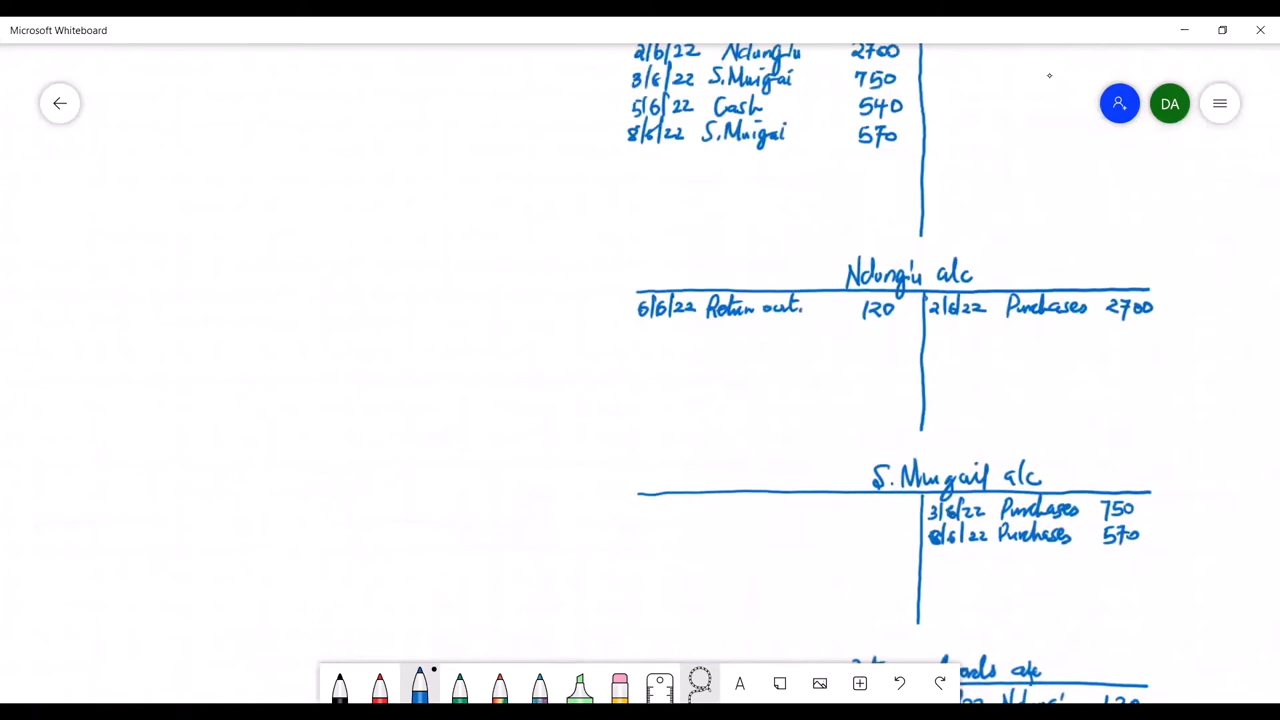 Microsoft Whiteboard
2/6/22 Ndung'u 2700
3/6/22 S.Muigai 750
5/6/22 Cash 540
8/6/22 S.Muigai 570
DA
Ndung'u a/c
6/6/22 Return out. 120 2/6/22 Purchases 2700
S. Muigai a/c
3/6/22 Purchases 750
8/6/22 Purchases 570
a/c
120
A